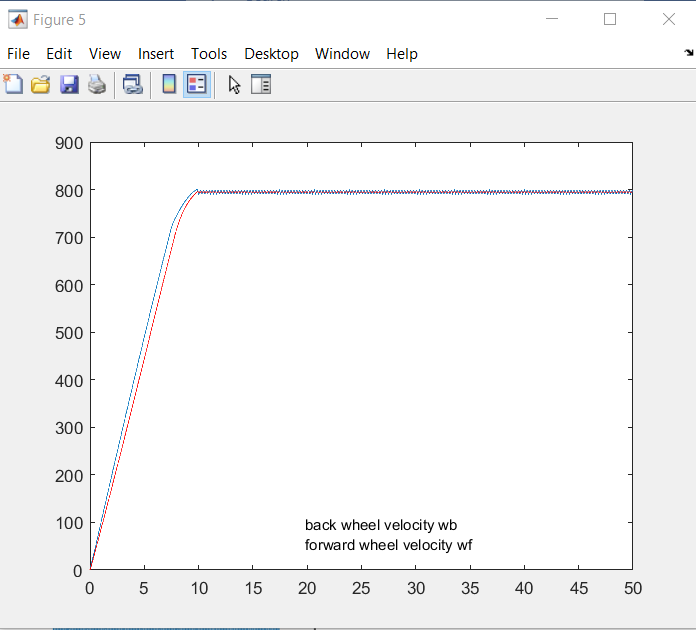 Figure 5
File Edit View Insert Tools Desktop Window Help
900
800
700
600
500
400
300
200
100
0
back wheel velocity wb
forward wheel velocity wf
0 5 10 15 20 25 30 35 40 45 50